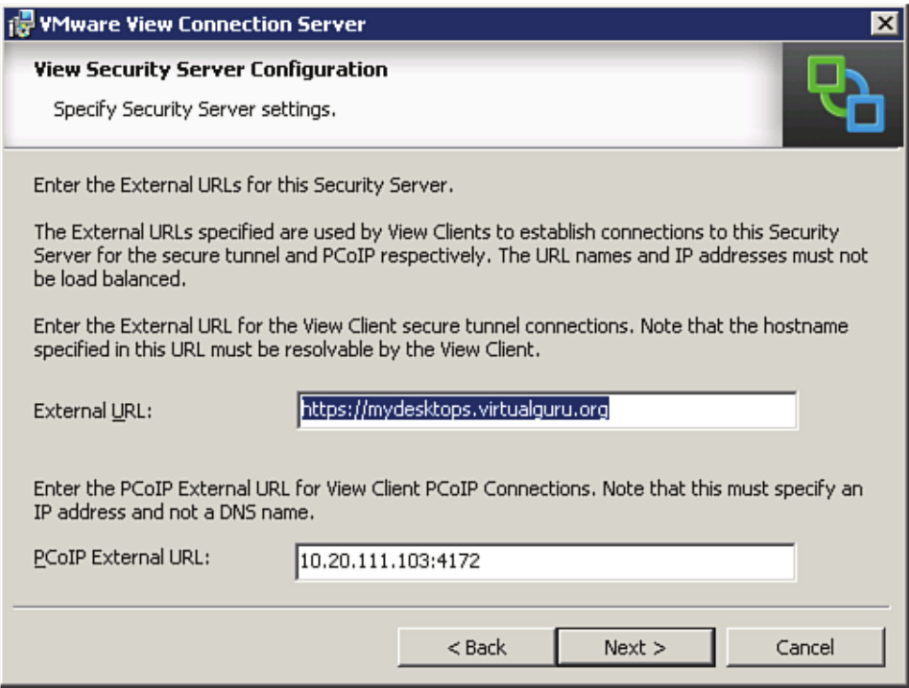 VMware View Connection Server
View Security Server Configuration
Specify Security Server settings.
Enter the External URLs for this Security Server.
The External URLs specified are used by View Clients to establish connections to this Security
Server for the secure tunnel and PCoIP respectively. The URL names and IP addresses must not
be load balanced.
Enter the External URL for the View Client secure tunnel connections. Note that the hostname
specified in this URL must be resolvable by the View Client.
External URL: https://mydesktops.virtualguru.org
Enter the PCoIP External URL for View Client PCoIP Connections. Note that this must specify an
IP address and not a DNS name.
PCoIP External URL: 10.20.111.103:4172
< Back Next > Cancel